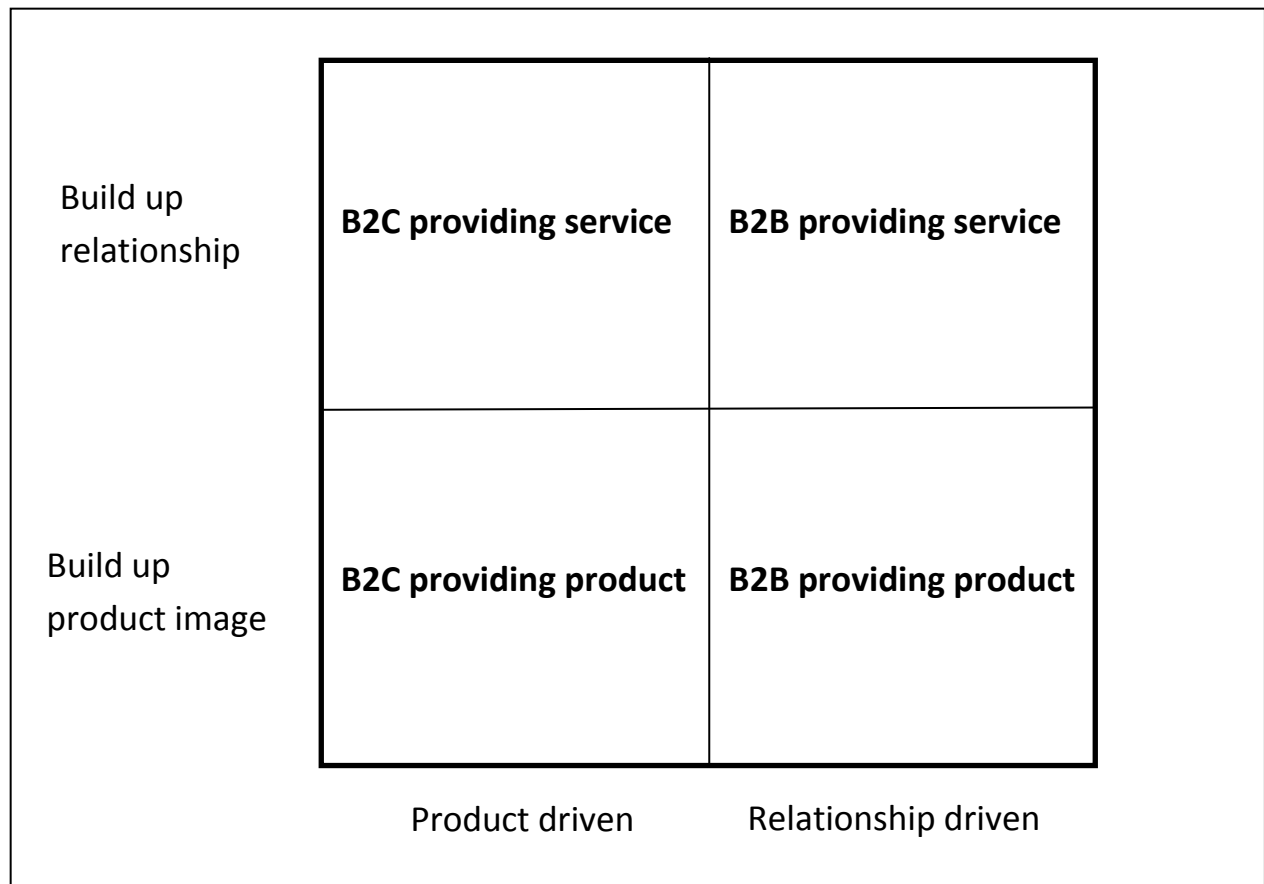 Build up
relationship
B2C providing service
B2B providing service
Build up
product image
B2C providing product
B2B providing product
Product driven
Relationship driven